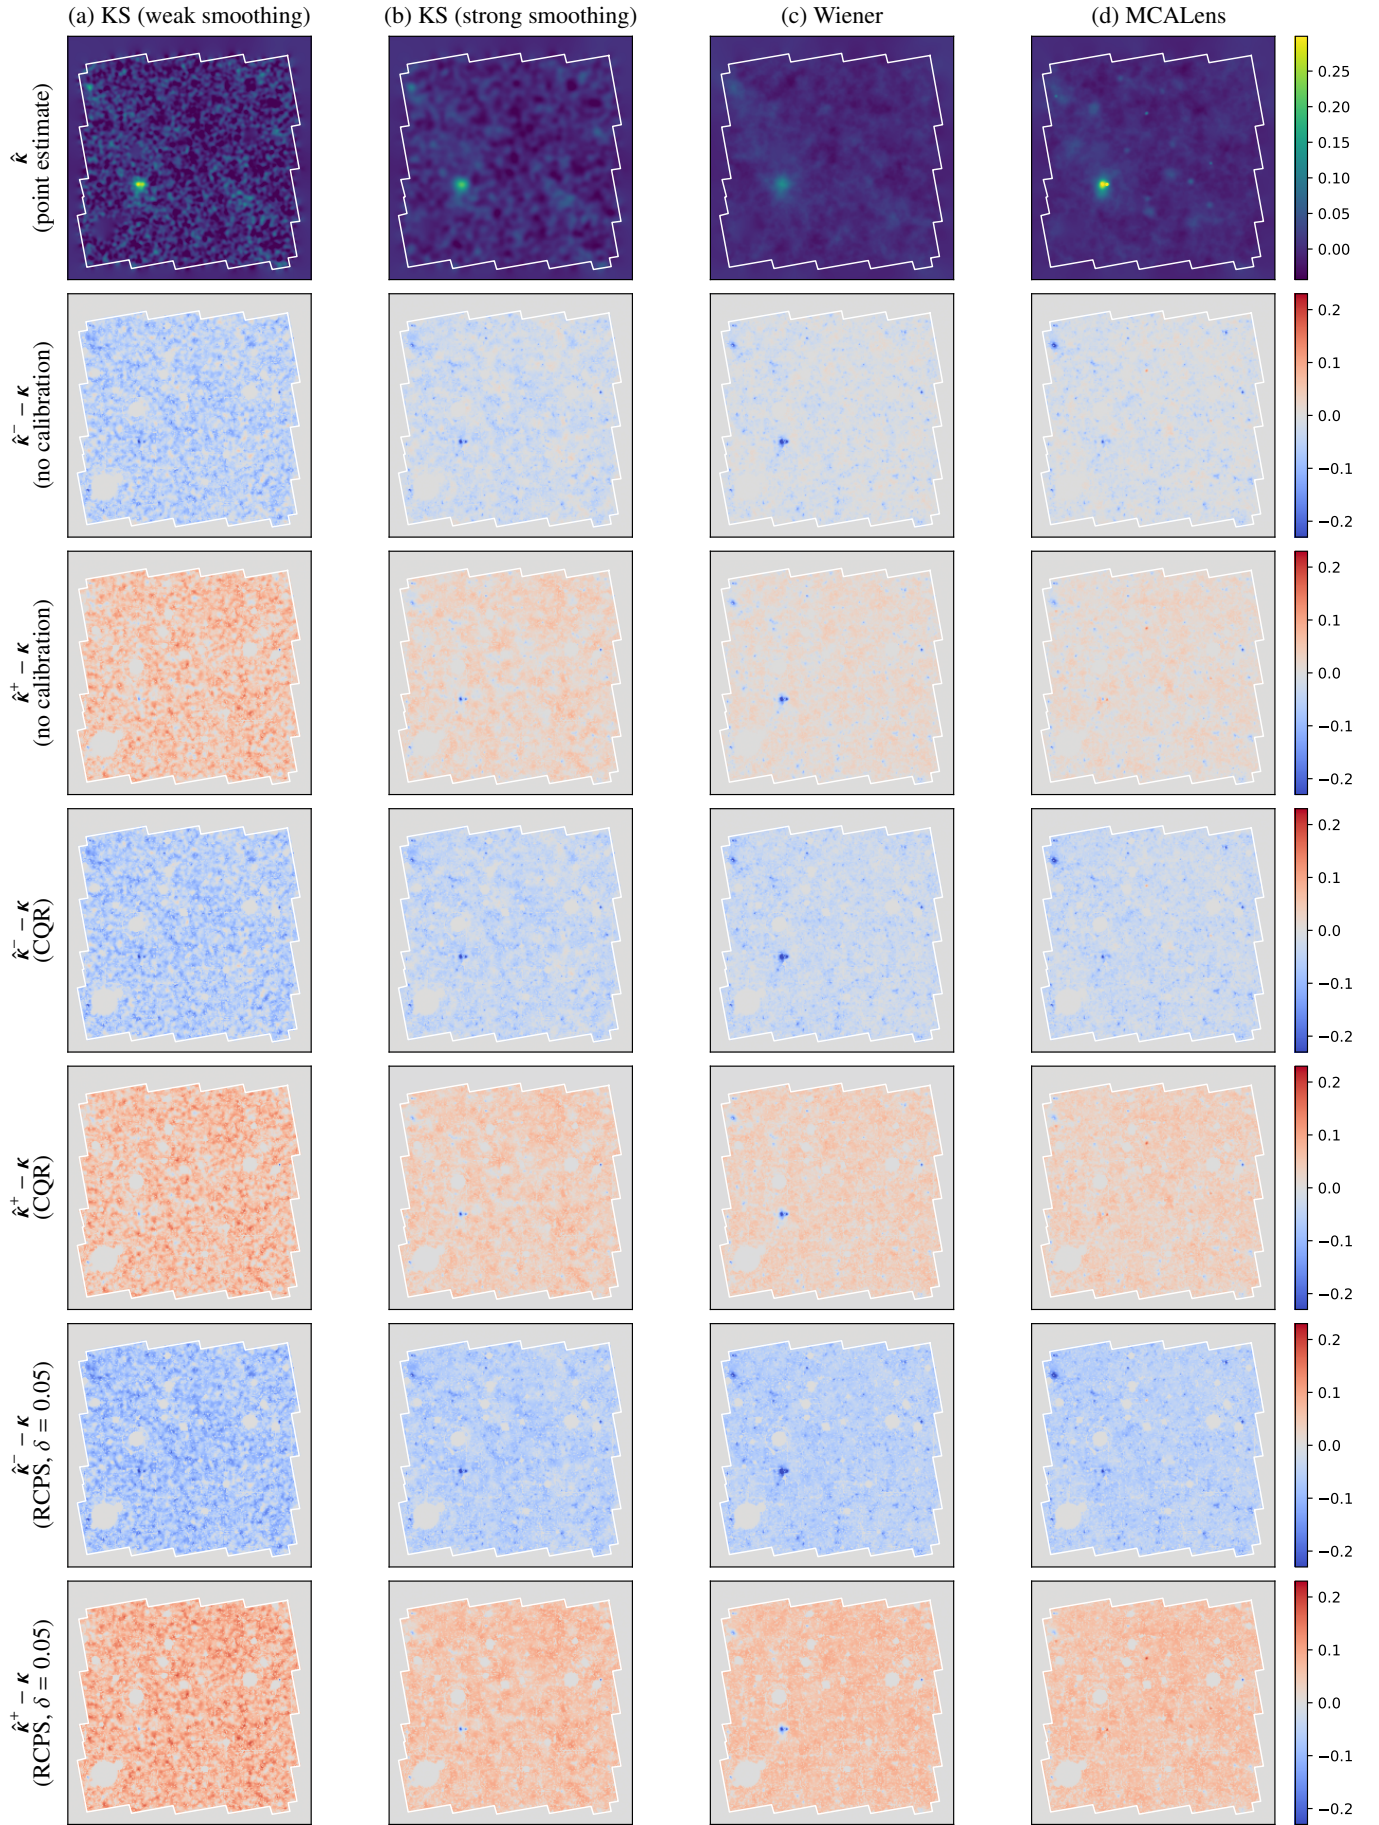 (a) KS (weak smoothing)
(b) KS (strong smoothing)
(c) Wiener
(d) MCALens
κ̂
(point estimate)
0.25
0.20
0.15
0.10
0.05
0.00
κ̂⁻ − κ
(no calibration)
0.2
0.1
0.0
−0.1
−0.2
κ̂⁺ − κ
(no calibration)
0.2
0.1
0.0
−0.1
−0.2
κ̂⁻ − κ
(CQR)
0.2
0.1
0.0
−0.1
−0.2
κ̂⁺ − κ
(CQR)
0.2
0.1
0.0
−0.1
−0.2
κ̂⁻ − κ
(RCPS, δ = 0.05)
0.2
0.1
0.0
−0.1
−0.2
κ̂⁺ − κ
(RCPS, δ = 0.05)
0.2
0.1
0.0
−0.1
−0.2